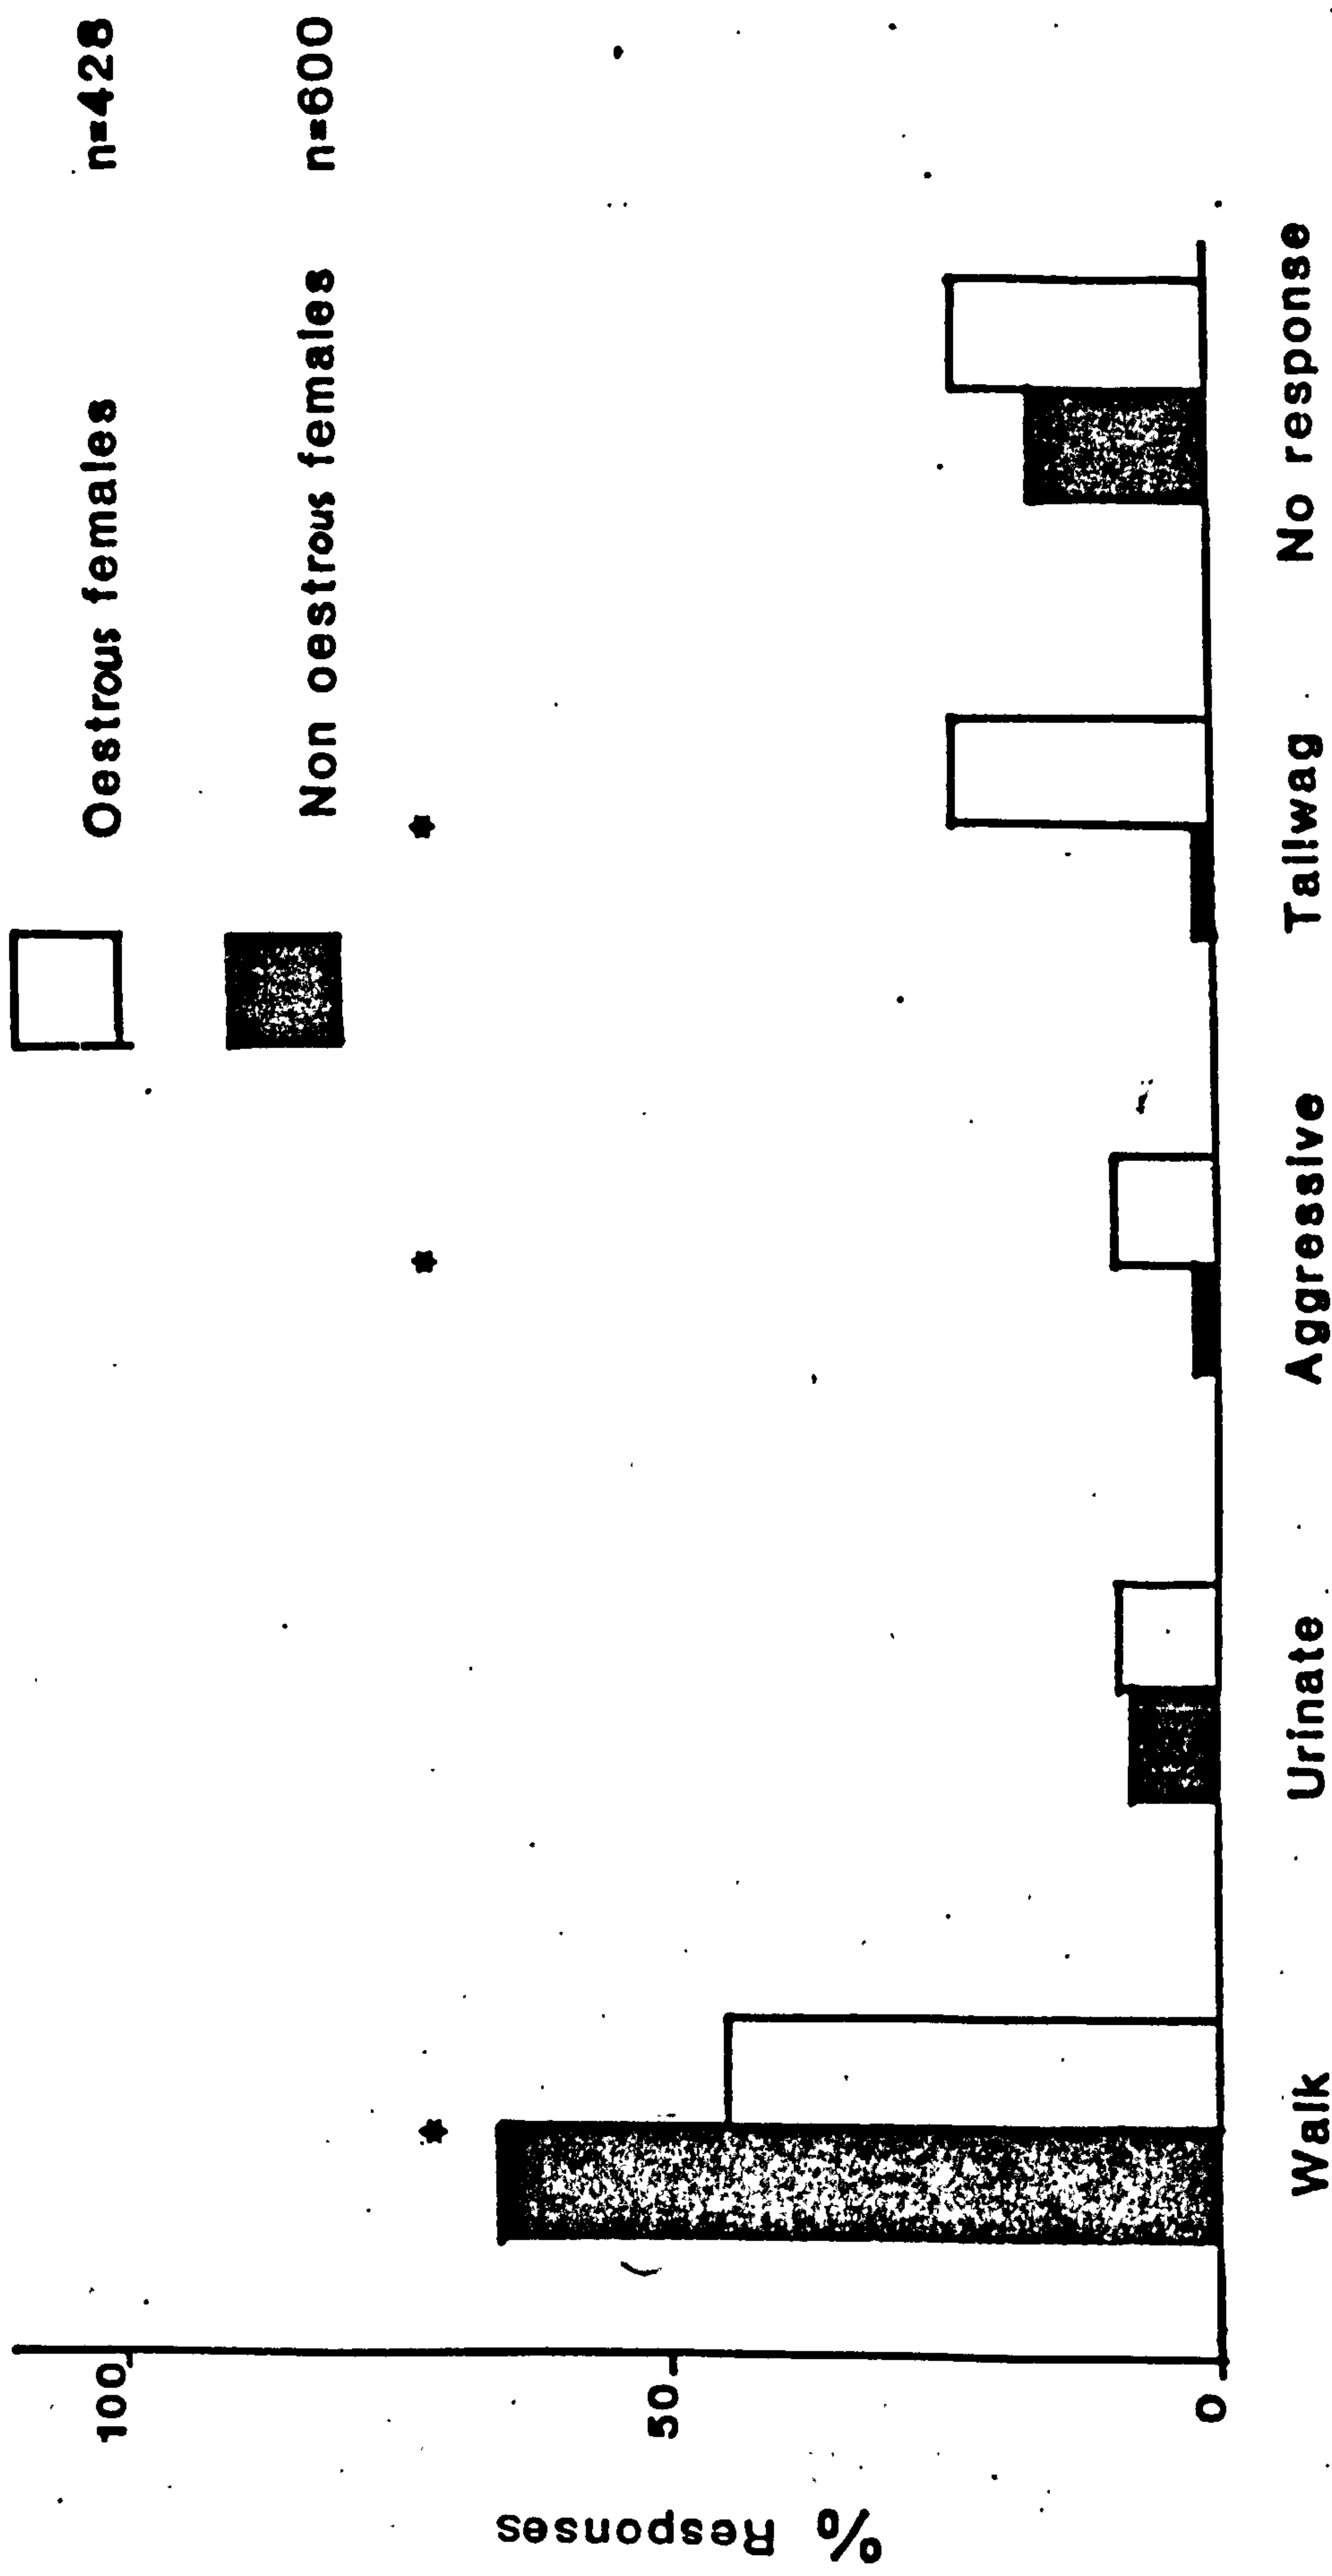 Oestrous females n=428
Non oestrous females n=600
% Responses
100
50
0
Walk Urinate Aggressive Tailwag No response